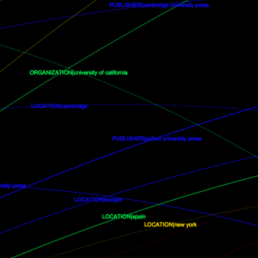 PUBLISHER|cambridge university press
ORGANIZATION|university of california
LOCATION|cambridge
PUBLISHER|oxford university press
sity press
LOCATION|europe
LOCATION|spain
LOCATION|new york